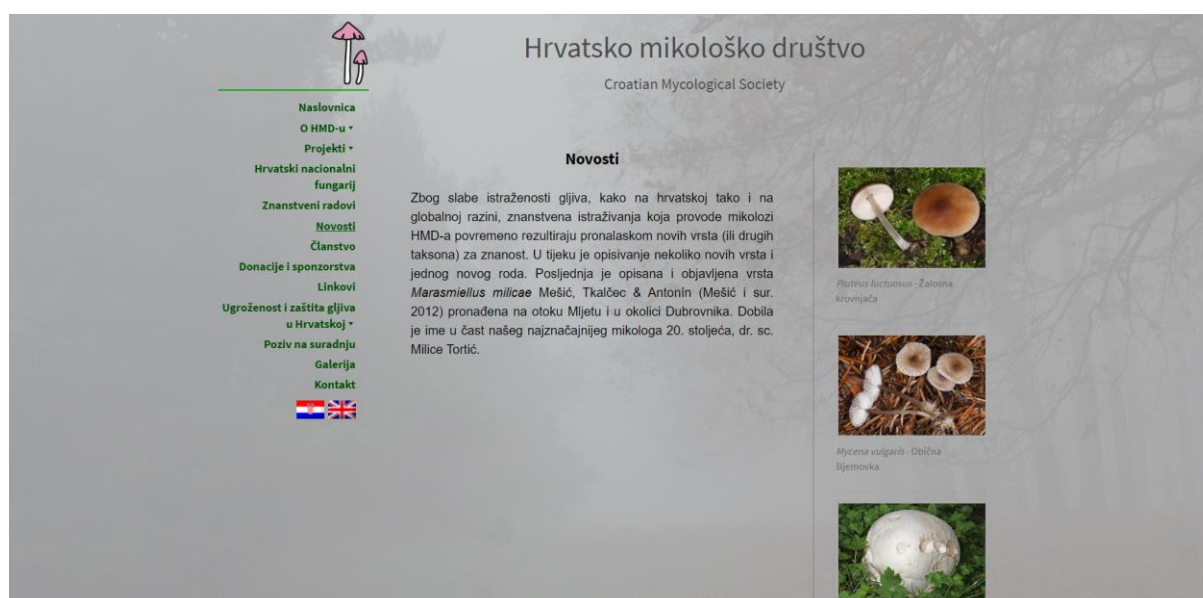 Hrvatsko mikološko društvo
Croatian Mycological Society
Naslovnica
O HMD-u
Projekti
Hrvatski nacionalni
fungarij
Znanstveni radovi
Novosti
Članstvo
Donacije i sponzorstva
Linkovi
Ugroženost i zaštita gljiva
u Hrvatskoj
Poziv na suradnju
Galerija
Kontakt
Novosti
Zbog slabe istraženosti gljiva, kako na hrvatskoj tako i na
globalnoj razini, znanstvena istraživanja koja provode mikolozi
HMD-a povremeno rezultiraju pronalaskom novih vrsta (ili drugih
taksona) za znanost. U tijeku je opisivanje nekoliko novih vrsta i
jednog novog roda. Posljednja je opisana i objavljena vrsta
Marasmiellus milicae Mešić, Tkalčec & Antonín (Mešić i sur.
2012) pronađena na otoku Mljetu i u okolici Dubrovnika. Dobila
je ime u čast našeg najznačajnijeg mikologa 20. stoljeća, dr. sc.
Milice Tortić.
Pluteus luctuosus - Žalosna
krovnjača
Mycena vulgaris - Obična
šljemovka